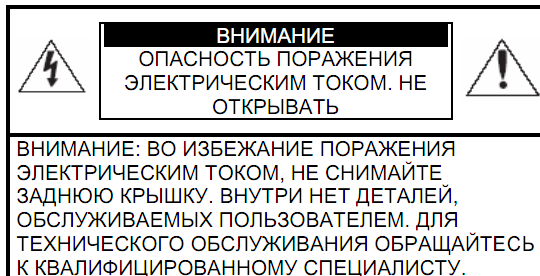 ВНИМАНИЕ
ОПАСНОСТЬ ПОРАЖЕНИЯ
ЭЛЕКТРИЧЕСКИМ ТОКОМ. НЕ
ОТКРЫВАТЬ
ВНИМАНИЕ: ВО ИЗБЕЖАНИЕ ПОРАЖЕНИЯ
ЭЛЕКТРИЧЕСКИМ ТОКОМ, НЕ СНИМАЙТЕ
ЗАДНЮЮ КРЫШКУ. ВНУТРИ НЕТ ДЕТАЛЕЙ,
ОБСЛУЖИВАЕМЫХ ПОЛЬЗОВАТЕЛЕМ. ДЛЯ
ТЕХНИЧЕСКОГО ОБСЛУЖИВАНИЯ ОБРАЩАЙТЕСЬ
К КВАЛИФИЦИРОВАННОМУ СПЕЦИАЛИСТУ.